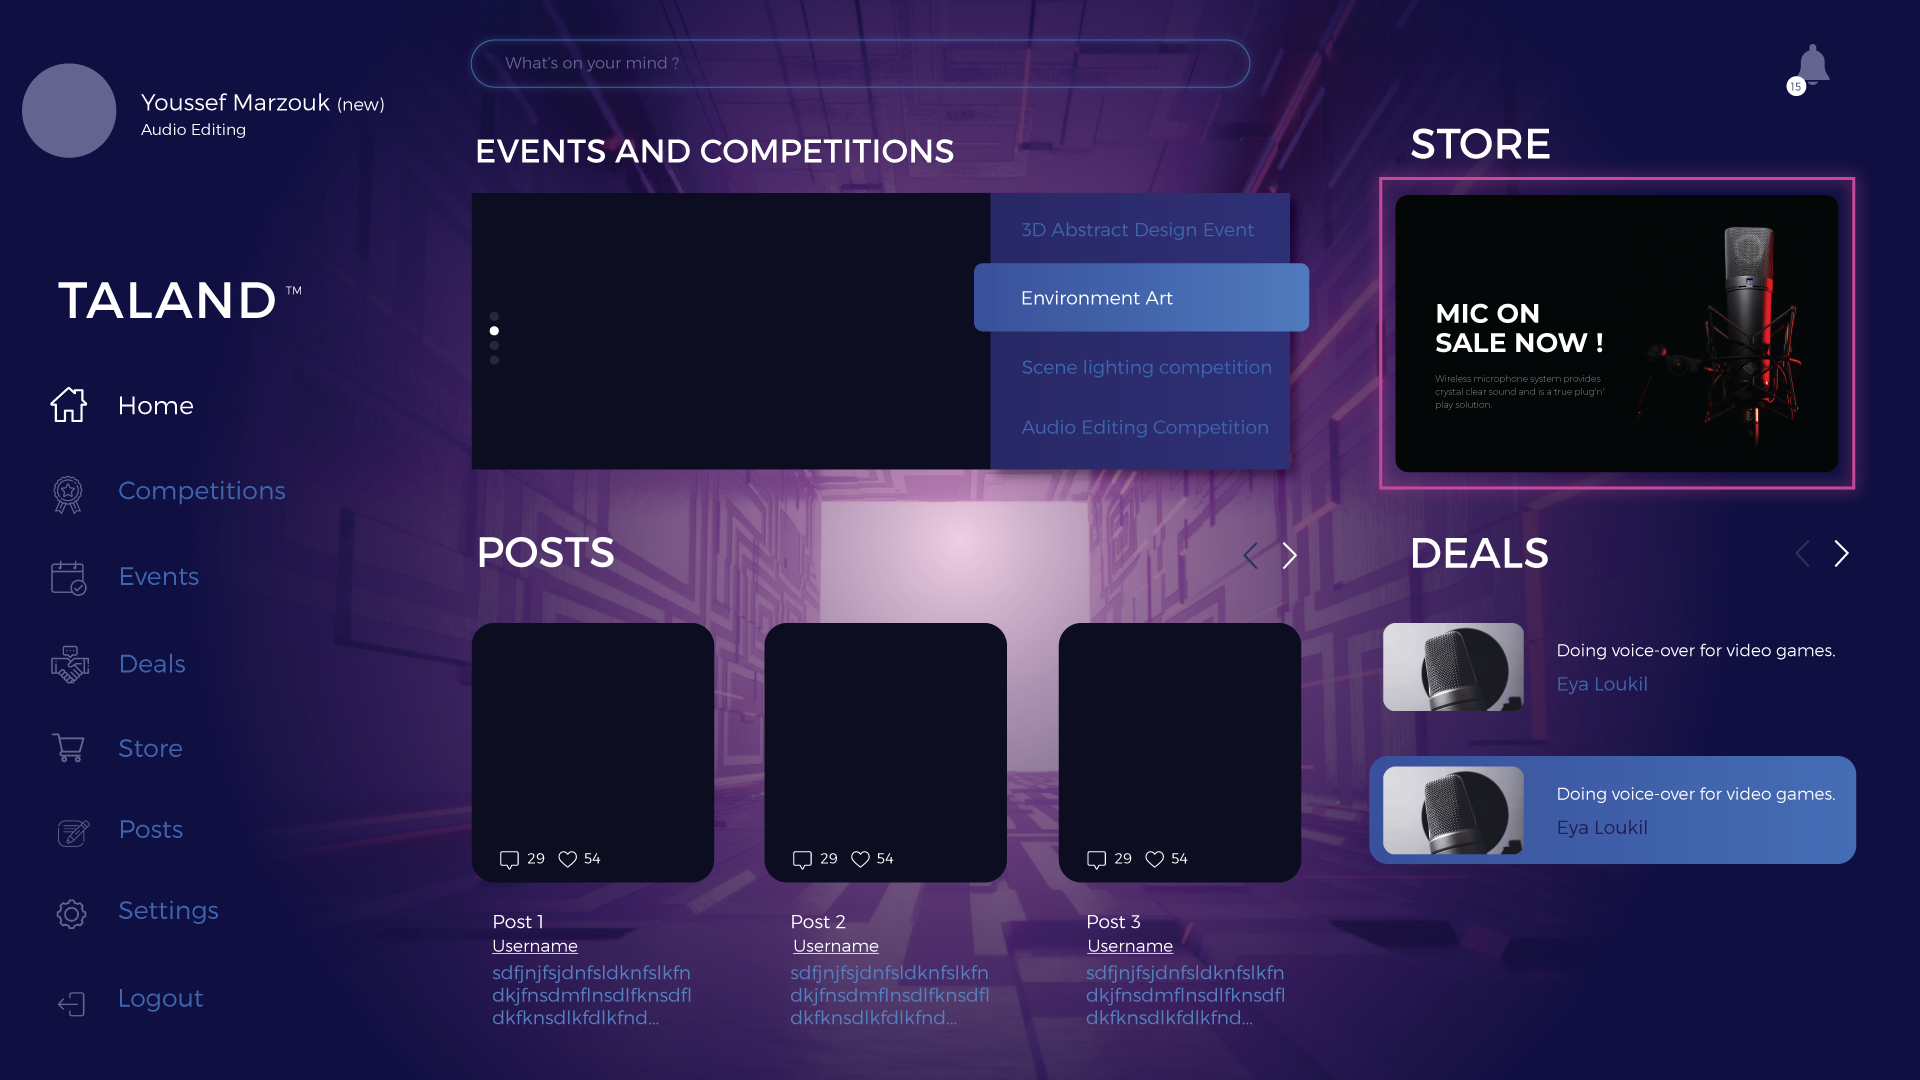 What's on your mind ?
15
Youssef Marzouk (new)
Audio Editing
TALAND ™
Home
Competitions
Events
Deals
Store
Posts
Settings
Logout
EVENTS AND COMPETITIONS
3D Abstract Design Event
Environment Art
Scene lighting competition
Audio Editing Competition
STORE
MIC ON
SALE NOW !
Wireless microphone system provides
crystal clear sound and is a true plug'n'
play solution.
POSTS
29 54
Post 1
Username
sdfjnjfsjdnfsldknfslkfn
dkjfnsdmflnsdlfknsdfl
dkfknsdlkfdlkfnd...
29 54
Post 2
Username
sdfjnjfsjdnfsldknfslkfn
dkjfnsdmflnsdlfknsdfl
dkfknsdlkfdlkfnd...
29 54
Post 3
Username
sdfjnjfsjdnfsldknfslkfn
dkjfnsdmflnsdlfknsdfl
dkfknsdlkfdlkfnd...
DEALS
Doing voice-over for video games.
Eya Loukil
Doing voice-over for video games.
Eya Loukil